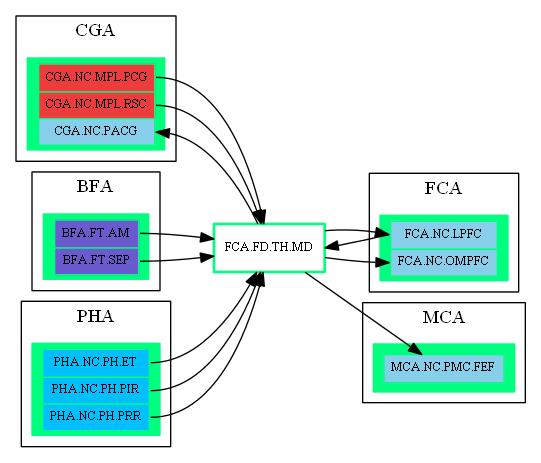 CGA
CGA.NC.MPL.PCG
CGA.NC.MPL.RSC
CGA.NC.PACG
BFA
BFA.FT.AM
BFA.FT.SEP
PHA
PHA.NC.PH.ET
PHA.NC.PH.PIR
PHA.NC.PH.PRR
FCA.FD.TH.MD
FCA
FCA.NC.LPFC
FCA.NC.OMPFC
MCA
MCA.NC.PMC.FEF